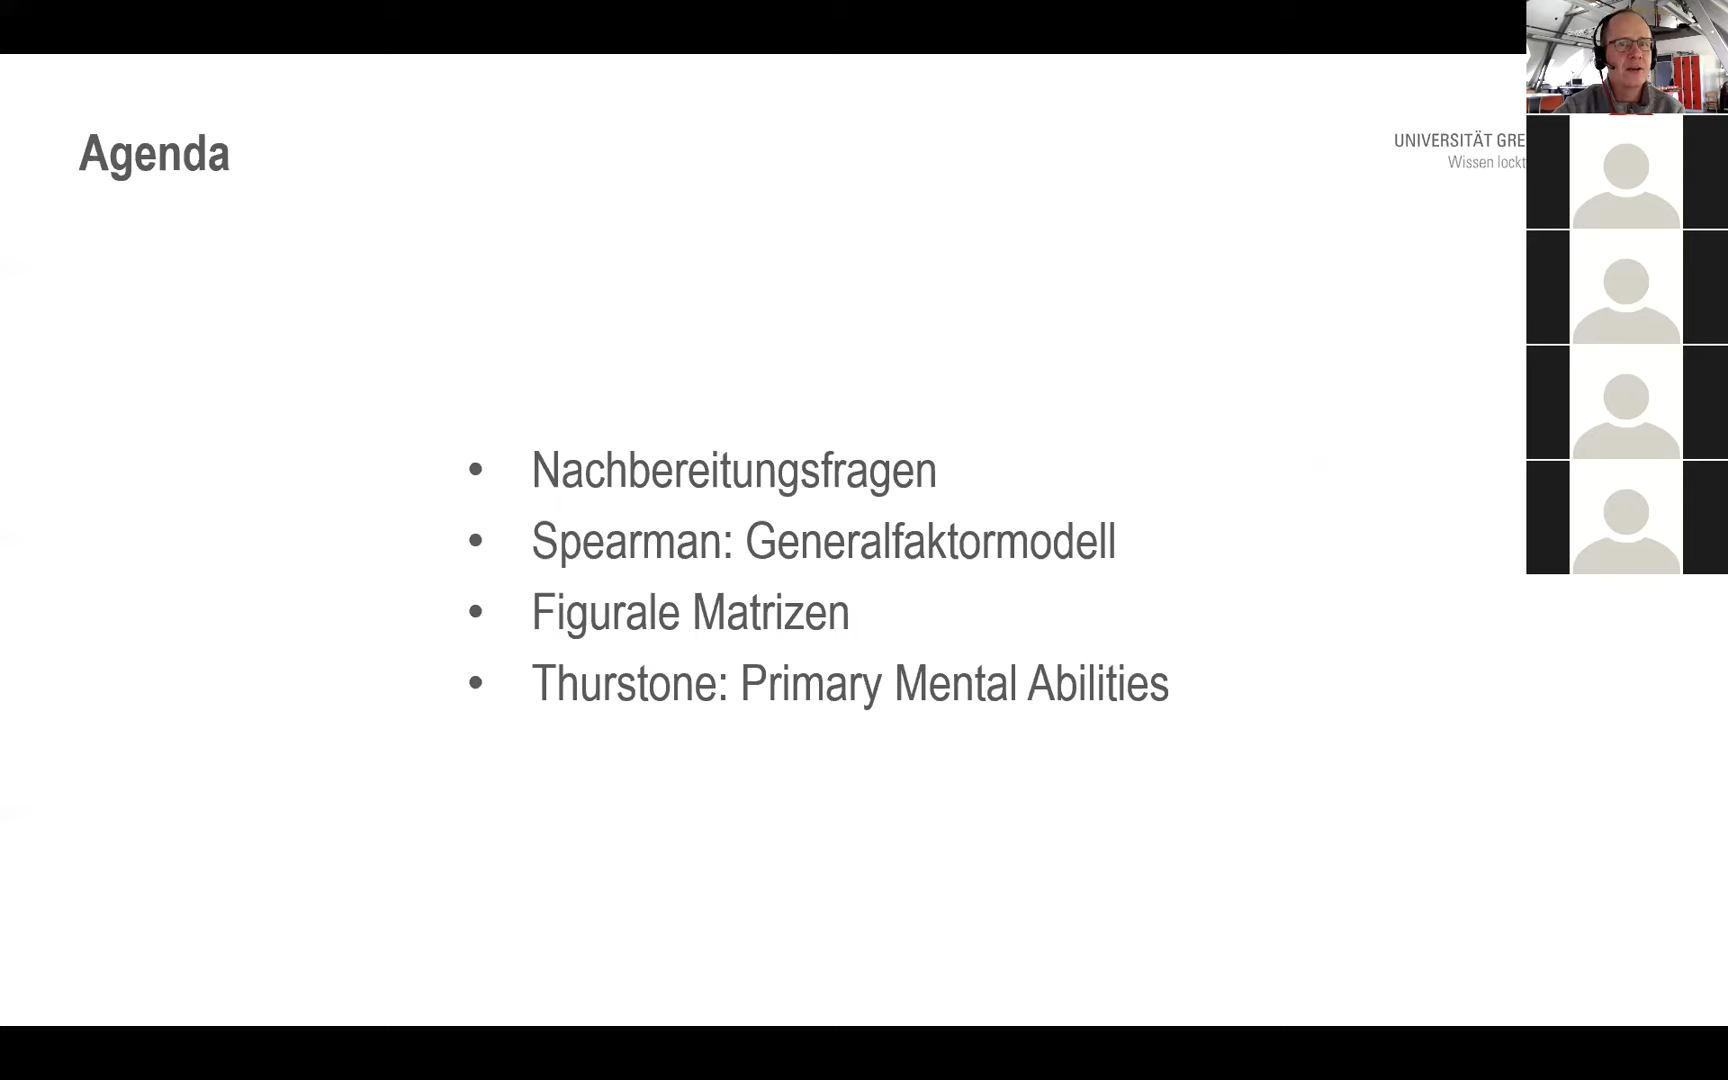 Agenda
UNIVERSITÄT GRE
Wissen lockt
• Nachbereitungsfragen
• Spearman: Generalfaktormodell
• Figurale Matrizen
• Thurstone: Primary Mental Abilities